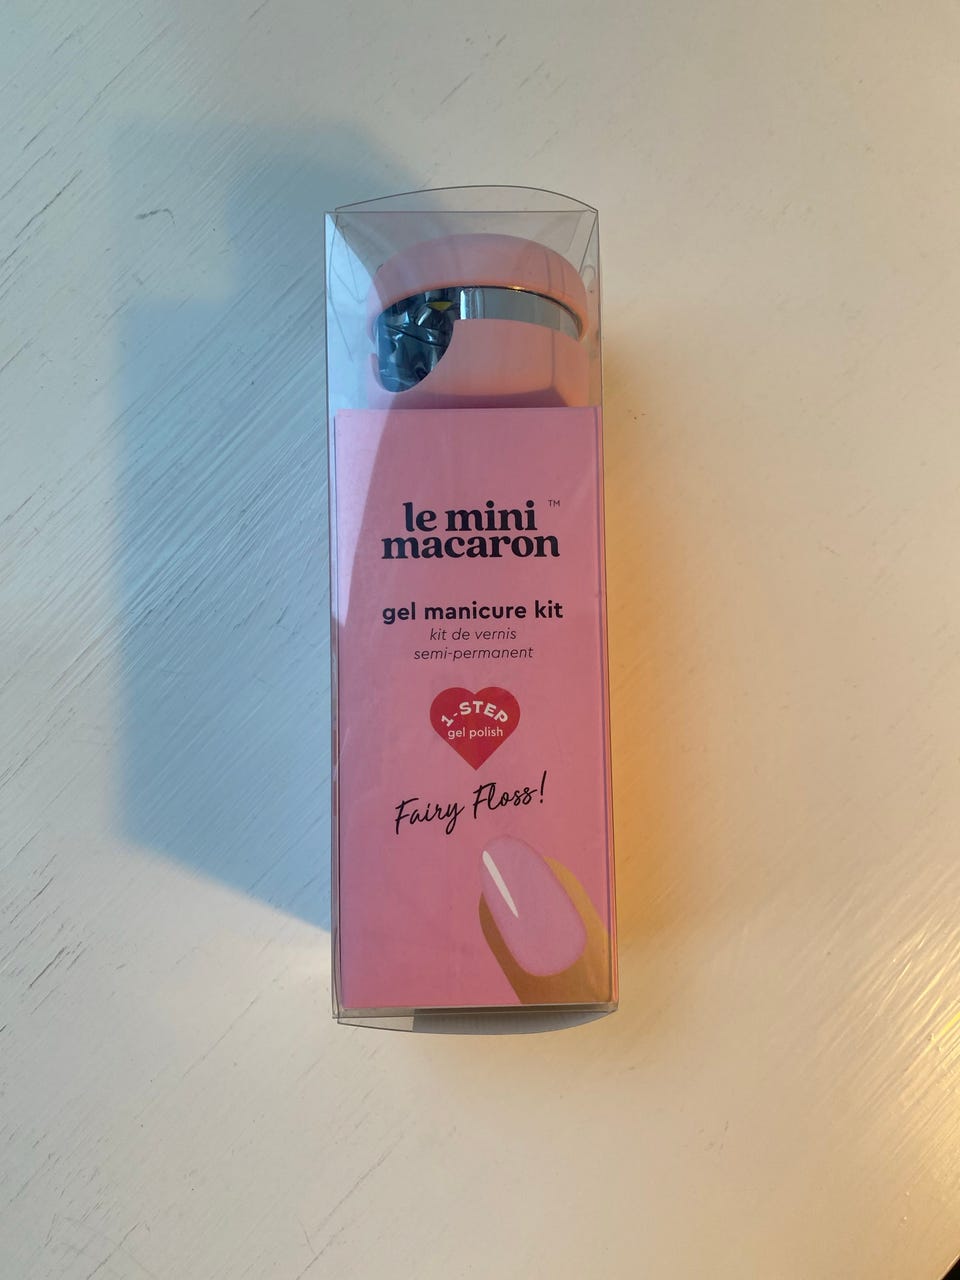 le mini ™
macaron
gel manicure kit
kit de vernis
semi-permanent
1-STEP
gel polish
Fairy Floss!